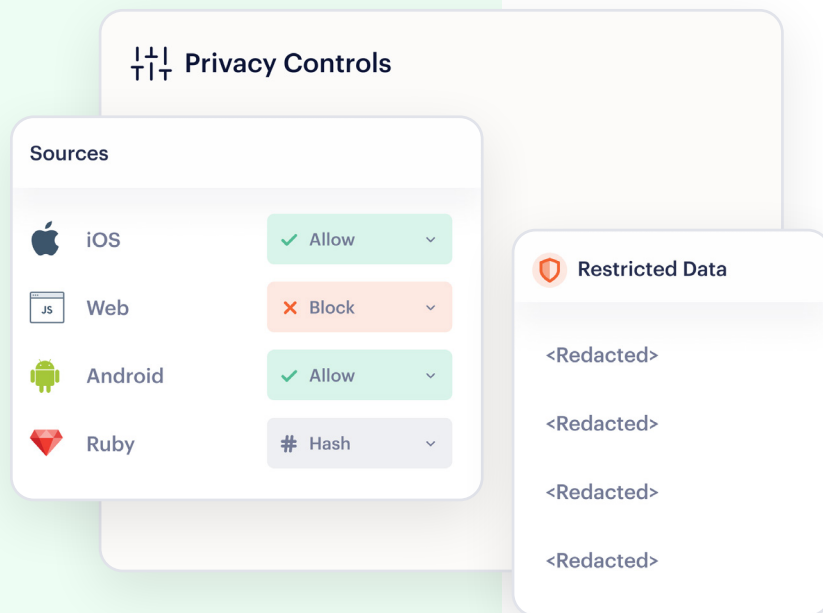 Privacy Controls
Sources
iOS
Allow
JS
Web
Block
Android
Allow
Ruby
# Hash
Restricted Data
<Redacted>
<Redacted>
<Redacted>
<Redacted>